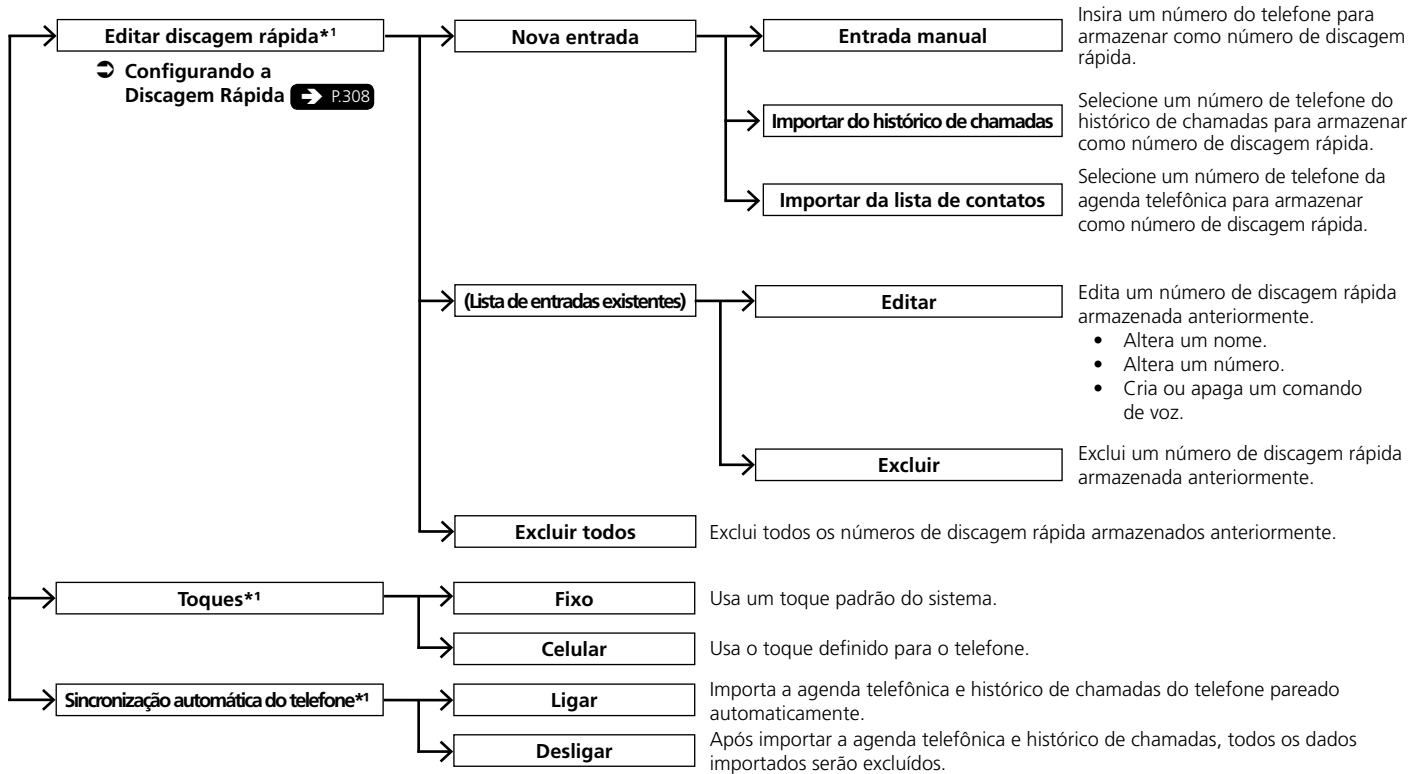 Editar discagem rápida*¹
➲ Configurando a
Discagem Rápida ➔ P.308
Nova entrada
Entrada manual
Insira um número do telefone para
armazenar como número de discagem
rápida.
Importar do histórico de chamadas
Selecione um número de telefone do
histórico de chamadas para armazenar
como número de discagem rápida.
Importar da lista de contatos
Selecione um número de telefone da
agenda telefônica para armazenar
como número de discagem rápida.
(Lista de entradas existentes)
Editar
Edita um número de discagem rápida
armazenada anteriormente.
• Altera um nome.
• Altera um número.
• Cria ou apaga um comando
de voz.
Excluir
Exclui um número de discagem rápida
armazenada anteriormente.
Excluir todos
Exclui todos os números de discagem rápida armazenados anteriormente.
Toques*¹
Fixo
Usa um toque padrão do sistema.
Celular
Usa o toque definido para o telefone.
Sincronização automática do telefone*¹
Ligar
Importa a agenda telefônica e histórico de chamadas do telefone pareado
automaticamente.
Desligar
Após importar a agenda telefônica e histórico de chamadas, todos os dados
importados serão excluídos.